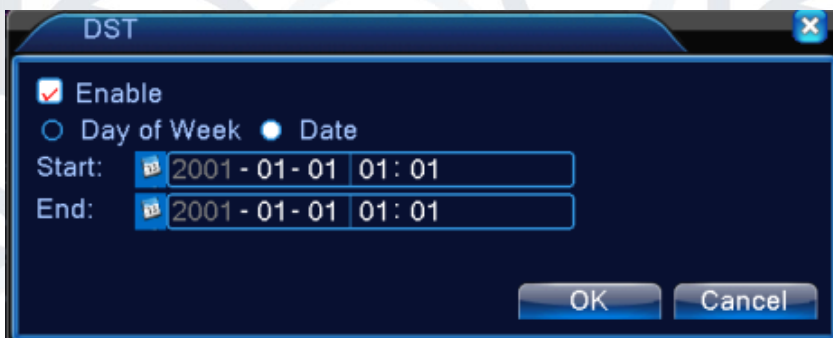 DST
Enable
Day of Week Date
Start: 2001 - 01 - 01 01: 01
End: 2001 - 01 - 01 01: 01
OK Cancel